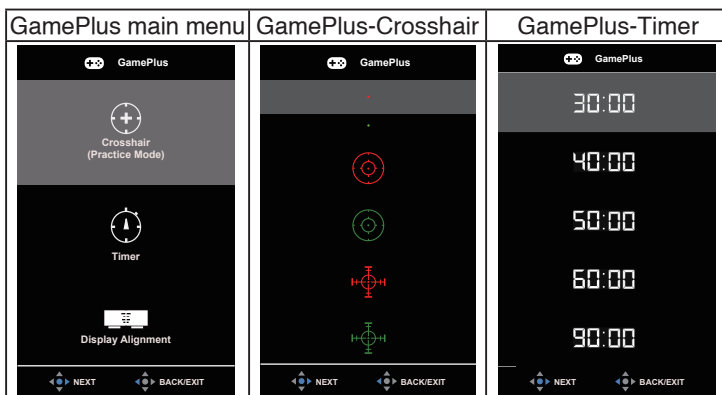 GamePlus main menu
GamePlus-Crosshair
GamePlus-Timer
GamePlus
Crosshair
(Practice Mode)
Timer
Display Alignment
NEXT BACK/EXIT
GamePlus
NEXT BACK/EXIT
GamePlus
30:00
40:00
50:00
60:00
90:00
NEXT BACK/EXIT